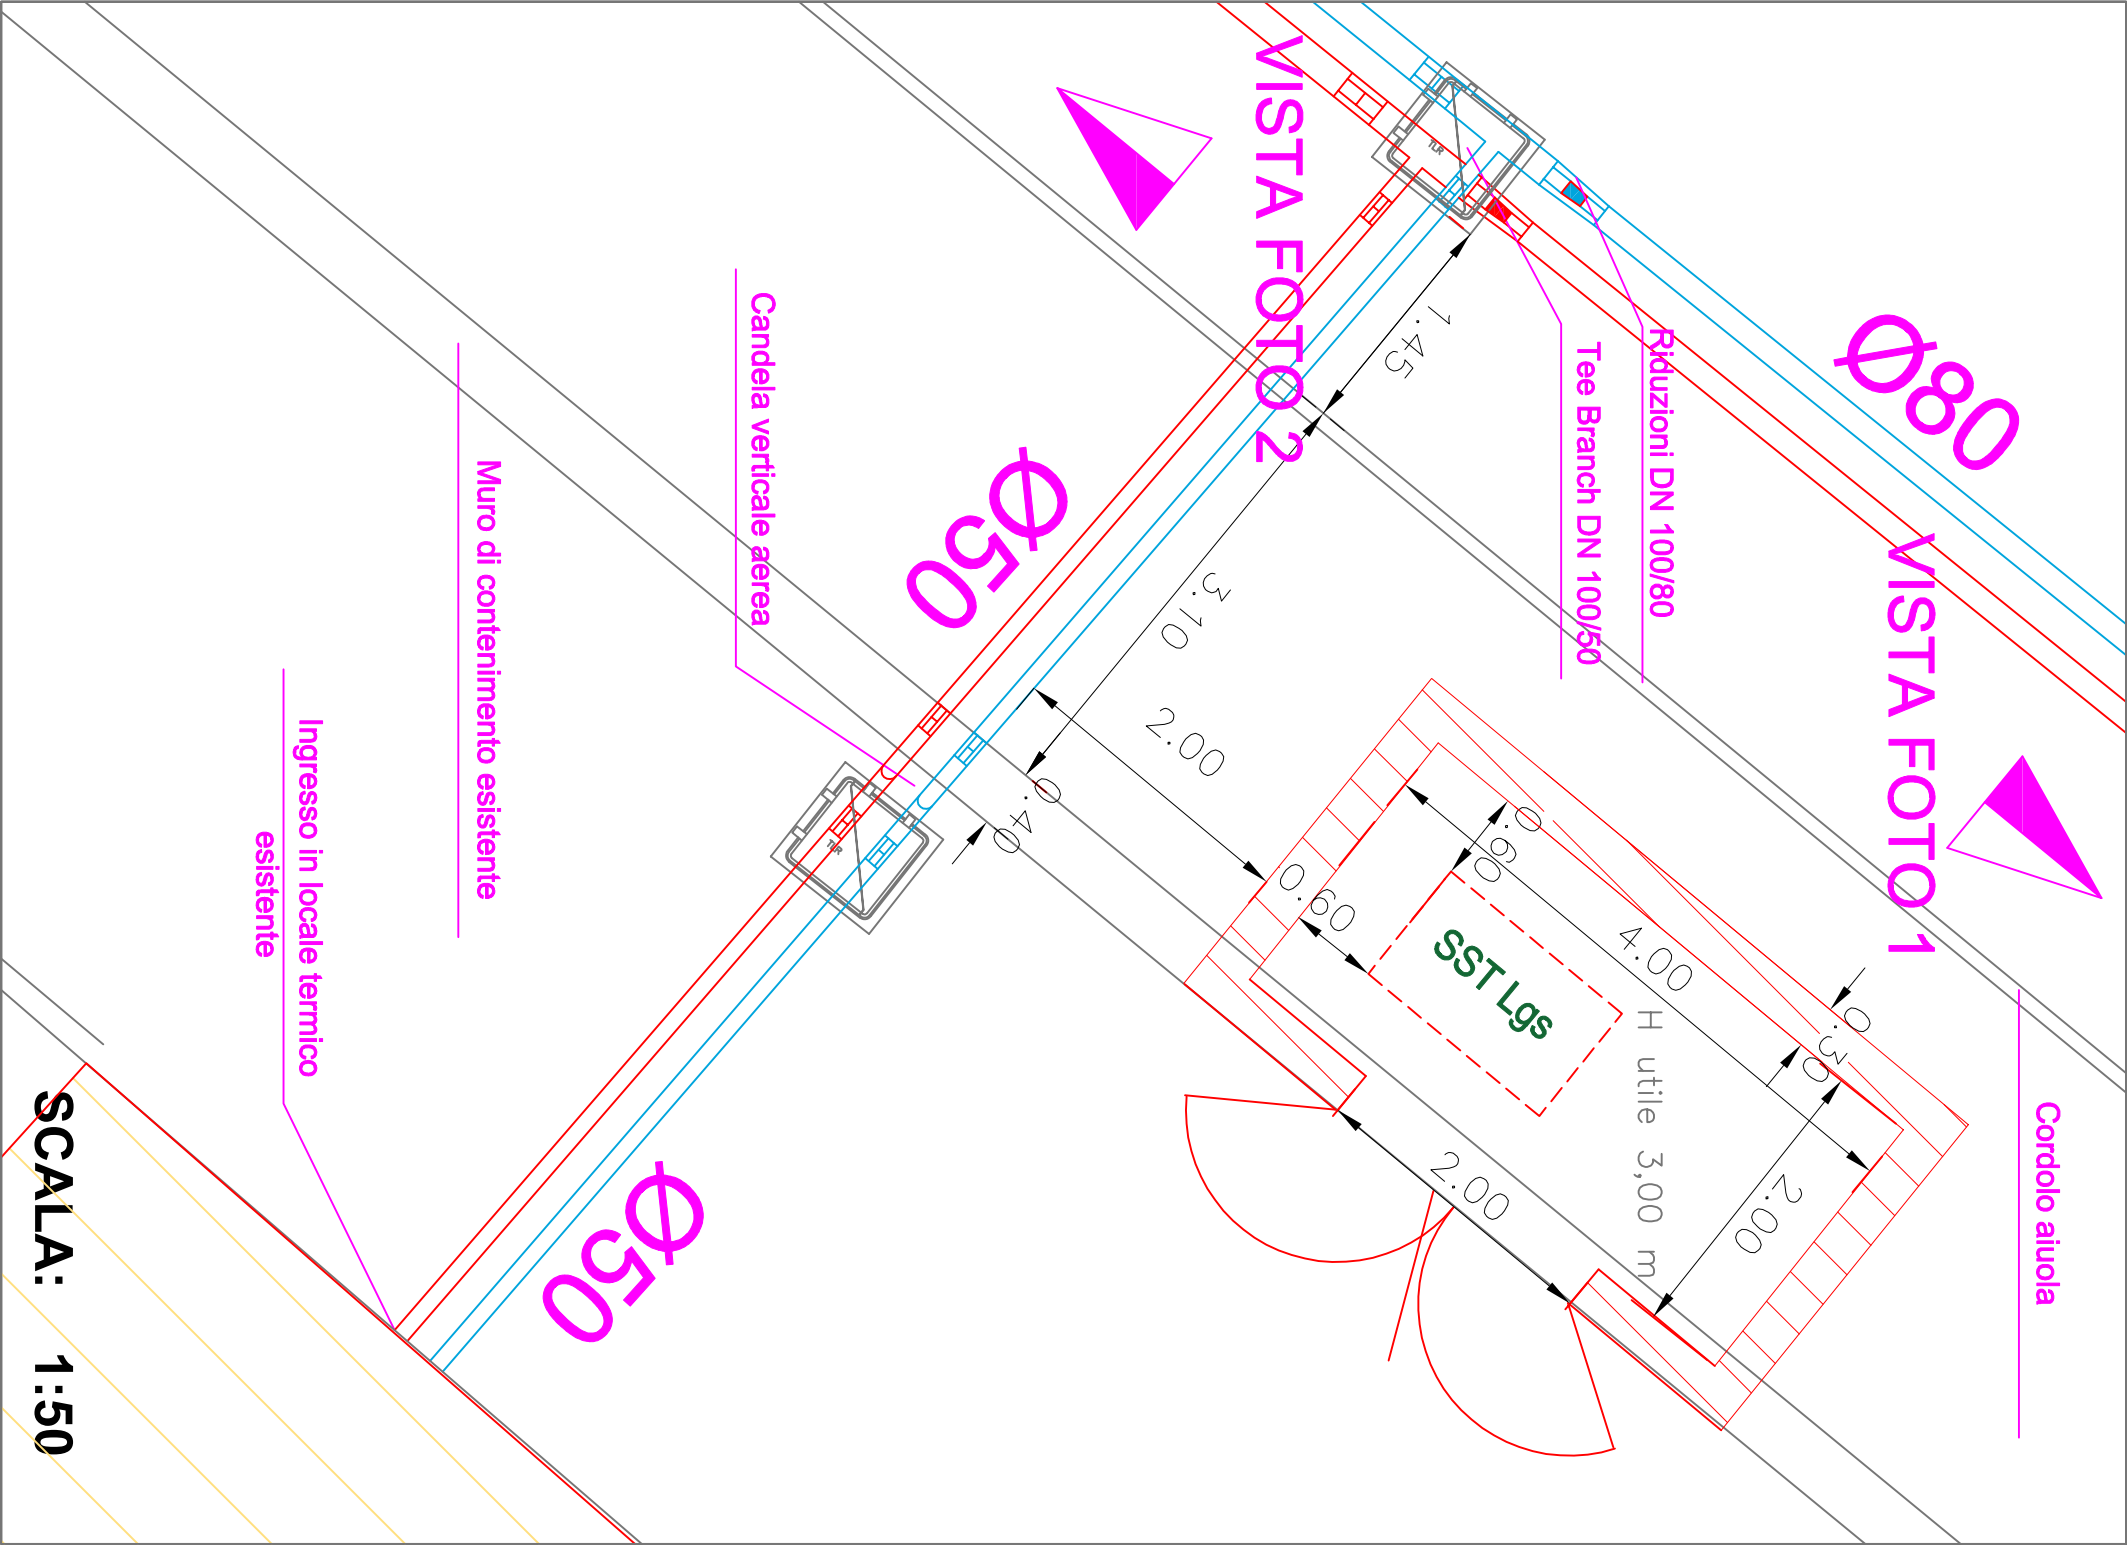 VISTA FOTO 1
VISTA FOTO 2
Ø80
Riduzioni DN 100/80
Tee Branch DN 100/50
Cordolo aiuola
TLR
1.45
3.10
2.00
0.40
0.60
0.60
4.00
0.30
2.00
2.00
SST Lgs
H utile 3,00 m
Ø50
Candela verticale aerea
Muro di contenimento esistente
TLR
Ingresso in locale termico
esistente
Ø50
SCALA: 1:50